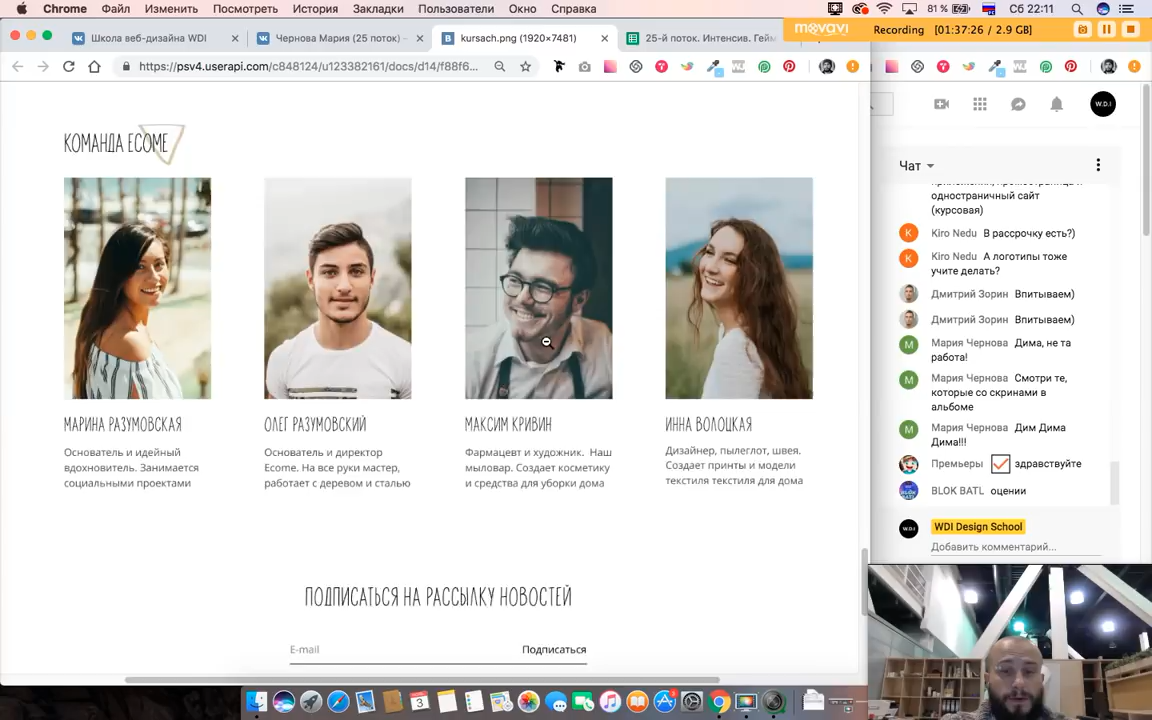 Chrome Файл Изменить Посмотреть История Закладки Пользователи Окно Справка 81 % Сб 22:11
movavi Recording [01:37:26 / 2.9 GB]
Школа веб-дизайна WDI
Чернова Мария (25 поток) –
kursach.png (1920×7481)
25-й поток. Интенсив. Гейм
https://psv4.userapi.com/c848124/u123382161/docs/d14/f88f6...
КОМАНДА ECOME
МАРИНА РАЗУМОВСКАЯ
Основатель и идейный
вдохновитель. Занимается
социальными проектами
ОЛЕГ РАЗУМОВСКИЙ
Основатель и директор
Ecome. На все руки мастер,
работает с деревом и сталью
МАКСИМ КРИВИН
Фармацевт и художник. Наш
мыловар. Создает косметику
и средства для уборки дома
ИННА ВОЛОЦКАЯ
Дизайнер, пылеглот, швея.
Создает принты и модели
текстиля текстиля для дома
ПОДПИСАТЬСЯ НА РАССЫЛКУ НОВОСТЕЙ
E-mail
Подписаться
W.D.I
Чат
одностраничный сайт
(курсовая)
K Kiro Nedu В рассрочку есть?)
K Kiro Nedu А логотипы тоже
учите делать?
Дмитрий Зорин Впитываем)
Дмитрий Зорин Впитываем)
М Мария Чернова Дима, не та
работа!
М Мария Чернова Смотри те,
которые со скринами в
альбоме
М Мария Чернова Дим Дима
Дима!!!
Премьеры здравствуйте
BLOK BATL оцении
W.D.I WDI Design School
Добавить комментарий...